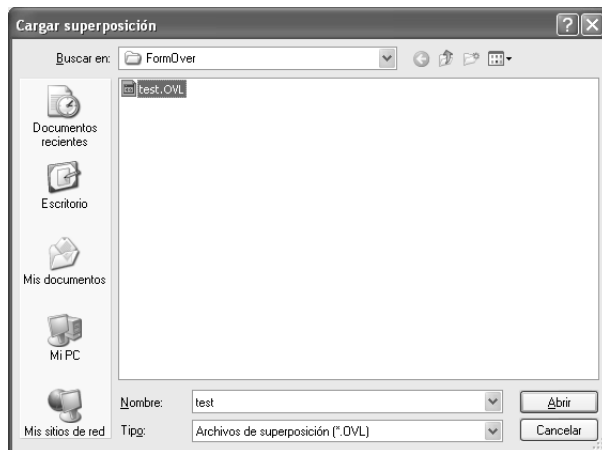 Cargar superposición
Buscar en: FormOver
test.OVL
Documentos
recientes
Escritorio
Mis documentos
Mi PC
Mis sitios de red
Nombre: test Abrir
Tipo: Archivos de superposición (*.OVL) Cancelar